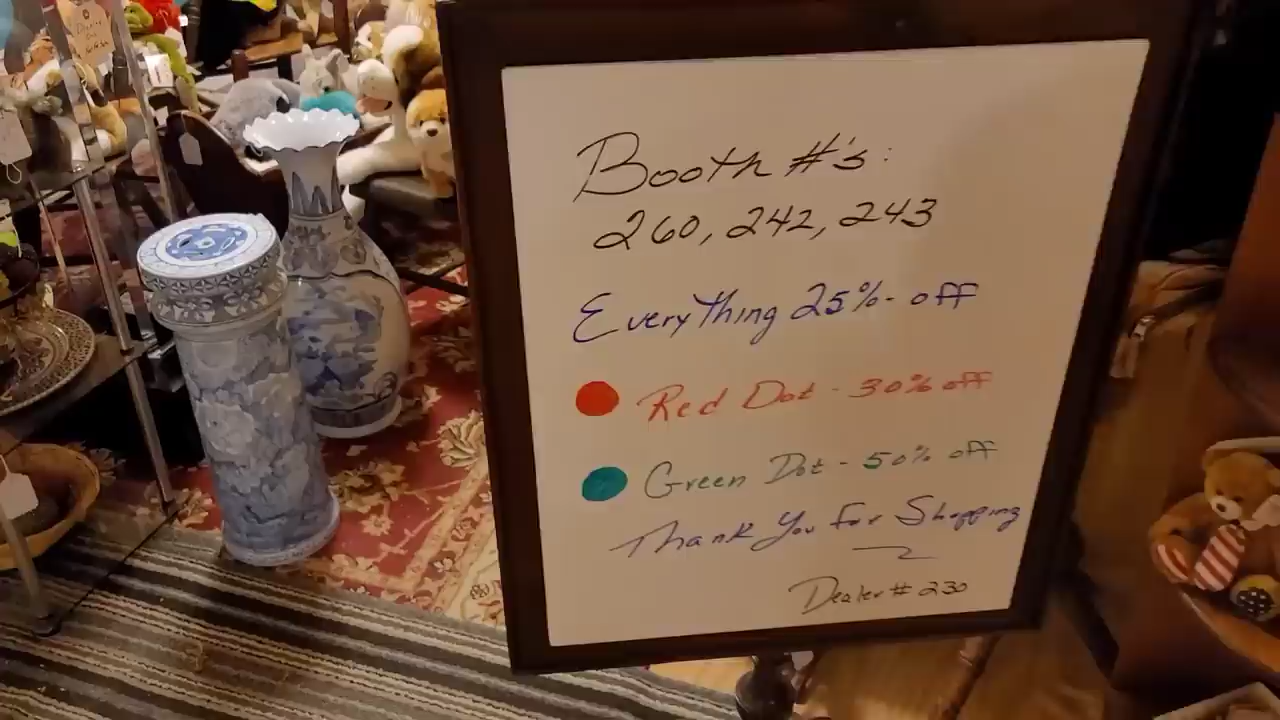 Booth #'s:
260, 242, 243
Everything 25% off
Red Dot - 30% off
Green Dot - 50% off
Thank You For Shopping
Dealer # 230